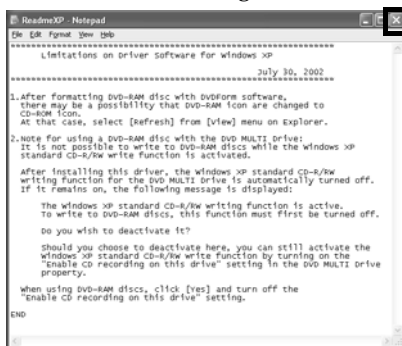 ReadmeXP - Notepad
File Edit Format View Help
********************************************************************
Limitations on Driver Software for Windows XP
July 30, 2002
********************************************************************
1.After formatting DVD-RAM disc with DVDForm software,
there may be a possibility that DVD-RAM icon are changed to
CD-ROM icon.
At that case, select [Refresh] from [View] menu on Explorer.
2.Note for using a DVD-RAM disc with the DVD MULTI Drive:
It is not possible to write to DVD-RAM discs while the Windows XP
standard CD-R/RW write function is activated.
After installing this driver, the Windows XP standard CD-R/RW
writing function for the DVD MULTI Drive is automatically turned off.
If it remains on, the following message is displayed:
The Windows XP standard CD-R/RW writing function is active.
To write to DVD-RAM discs, this function must first be turned off.
Do you wish to deactivate it?
Should you choose to deactivate here, you can still activate the
Windows XP standard CD-R/RW write function by turning on the
"Enable CD recording on this drive" setting in the DVD MULTI Drive
property.
When using DVD-RAM discs, click [Yes] and turn off the
"Enable CD recording on this drive" setting.
END